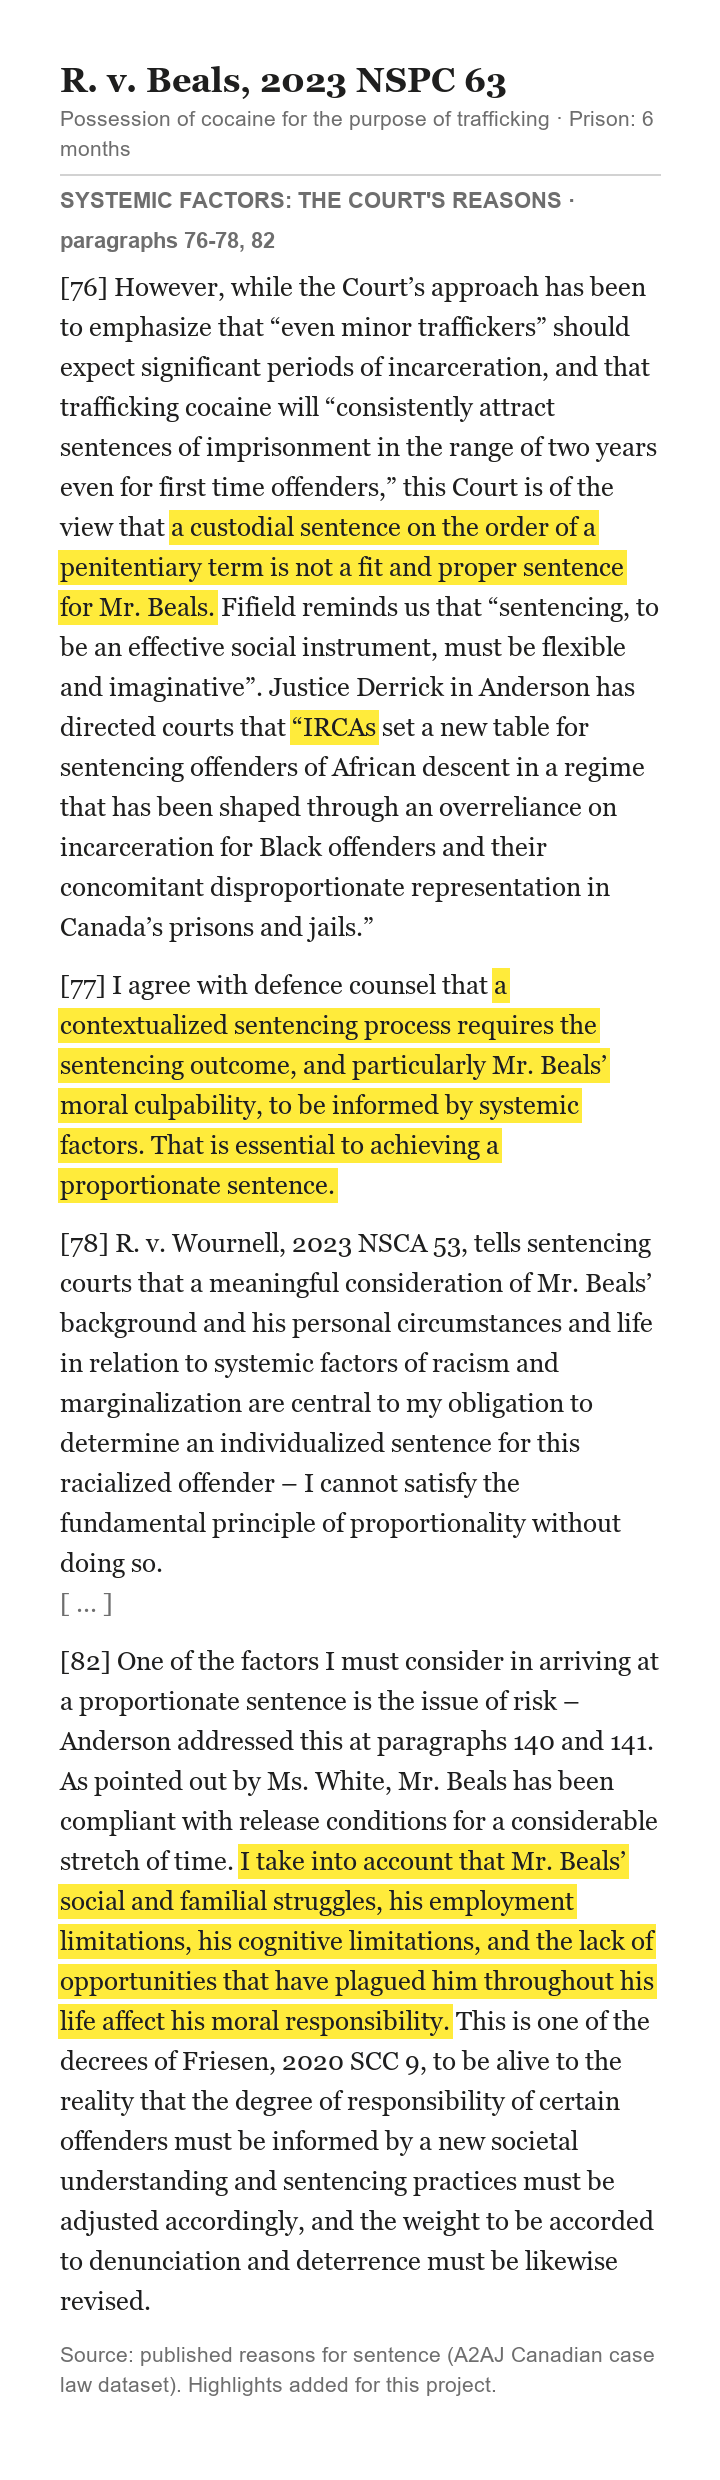 R. v. Beals, 2023 NSPC 63
Possession of cocaine for the purpose of trafficking · Prison: 6
months
SYSTEMIC FACTORS: THE COURT'S REASONS ·
paragraphs 76-78, 82
[76] However, while the Court’s approach has been
to emphasize that “even minor traffickers” should
expect significant periods of incarceration, and that
trafficking cocaine will “consistently attract
sentences of imprisonment in the range of two years
even for first time offenders,” this Court is of the
view that a custodial sentence on the order of a
penitentiary term is not a fit and proper sentence
for Mr. Beals. Fifield reminds us that “sentencing, to
be an effective social instrument, must be flexible
and imaginative”. Justice Derrick in Anderson has
directed courts that “IRCAs set a new table for
sentencing offenders of African descent in a regime
that has been shaped through an overreliance on
incarceration for Black offenders and their
concomitant disproportionate representation in
Canada’s prisons and jails.”
[77] I agree with defence counsel that a
contextualized sentencing process requires the
sentencing outcome, and particularly Mr. Beals’
moral culpability, to be informed by systemic
factors. That is essential to achieving a
proportionate sentence.
[78] R. v. Wournell, 2023 NSCA 53, tells sentencing
courts that a meaningful consideration of Mr. Beals’
background and his personal circumstances and life
in relation to systemic factors of racism and
marginalization are central to my obligation to
determine an individualized sentence for this
racialized offender – I cannot satisfy the
fundamental principle of proportionality without
doing so.
[ ... ]
[82] One of the factors I must consider in arriving at
a proportionate sentence is the issue of risk –
Anderson addressed this at paragraphs 140 and 141.
As pointed out by Ms. White, Mr. Beals has been
compliant with release conditions for a considerable
stretch of time. I take into account that Mr. Beals’
social and familial struggles, his employment
limitations, his cognitive limitations, and the lack of
opportunities that have plagued him throughout his
life affect his moral responsibility. This is one of the
decrees of Friesen, 2020 SCC 9, to be alive to the
reality that the degree of responsibility of certain
offenders must be informed by a new societal
understanding and sentencing practices must be
adjusted accordingly, and the weight to be accorded
to denunciation and deterrence must be likewise
revised.
Source: published reasons for sentence (A2AJ Canadian case
law dataset). Highlights added for this project.